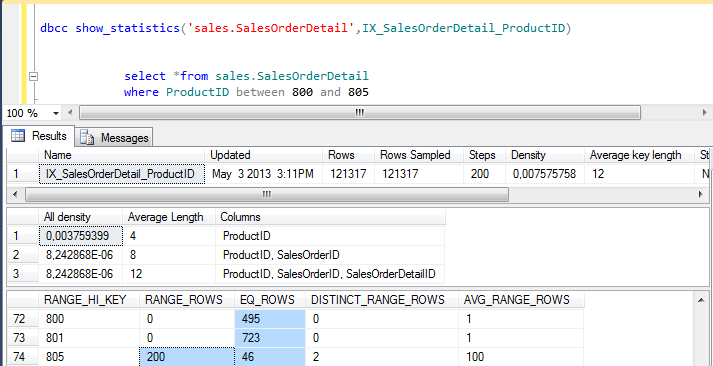 dbcc show_statistics('sales.SalesOrderDetail',IX_SalesOrderDetail_ProductID)
select *from sales.SalesOrderDetail
where ProductID between 800 and 805
100 %
Results Messages
Name Updated Rows Rows Sampled Steps Density Average key length St
1 IX_SalesOrderDetail_ProductID May 3 2013 3:11PM 121317 121317 200 0,007575758 12 N
All density Average Length Columns
1 0,003759399 4 ProductID
2 8,242868E-06 8 ProductID, SalesOrderID
3 8,242868E-06 12 ProductID, SalesOrderID, SalesOrderDetailID
RANGE_HI_KEY RANGE_ROWS EQ_ROWS DISTINCT_RANGE_ROWS AVG_RANGE_ROWS
72 800 0 495 0 1
73 801 0 723 0 1
74 805 200 46 2 100